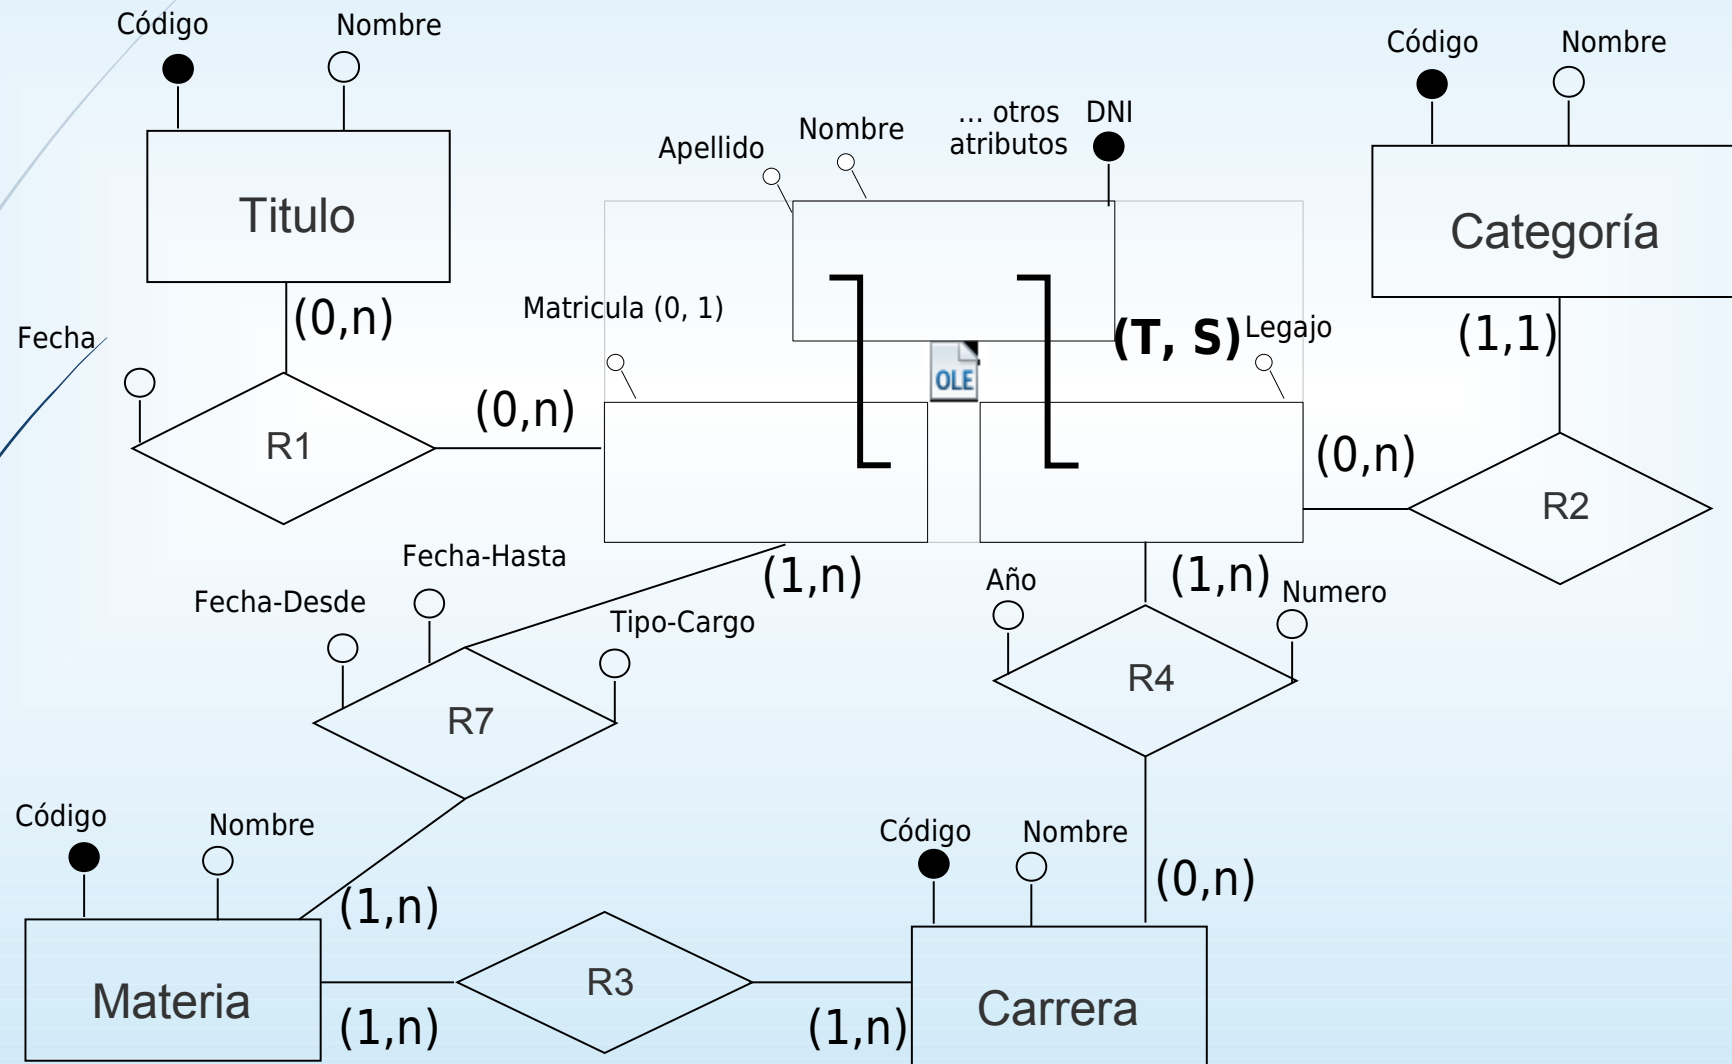 Código
Nombre
Titulo
(0,n)
Fecha
R1
(0,n)
Apellido
Nombre
... otros
atributos
DNI
Matricula (0, 1)
(T, S)
Legajo
OLE
Código
Nombre
Categoría
(1,1)
(0,n)
R2
(1,n)
Fecha-Hasta
Fecha-Desde
Tipo-Cargo
R7
(1,n)
Año
Numero
R4
(0,n)
Código
Nombre
(1,n)
Materia
(1,n)
R3
(1,n)
Código
Nombre
Carrera